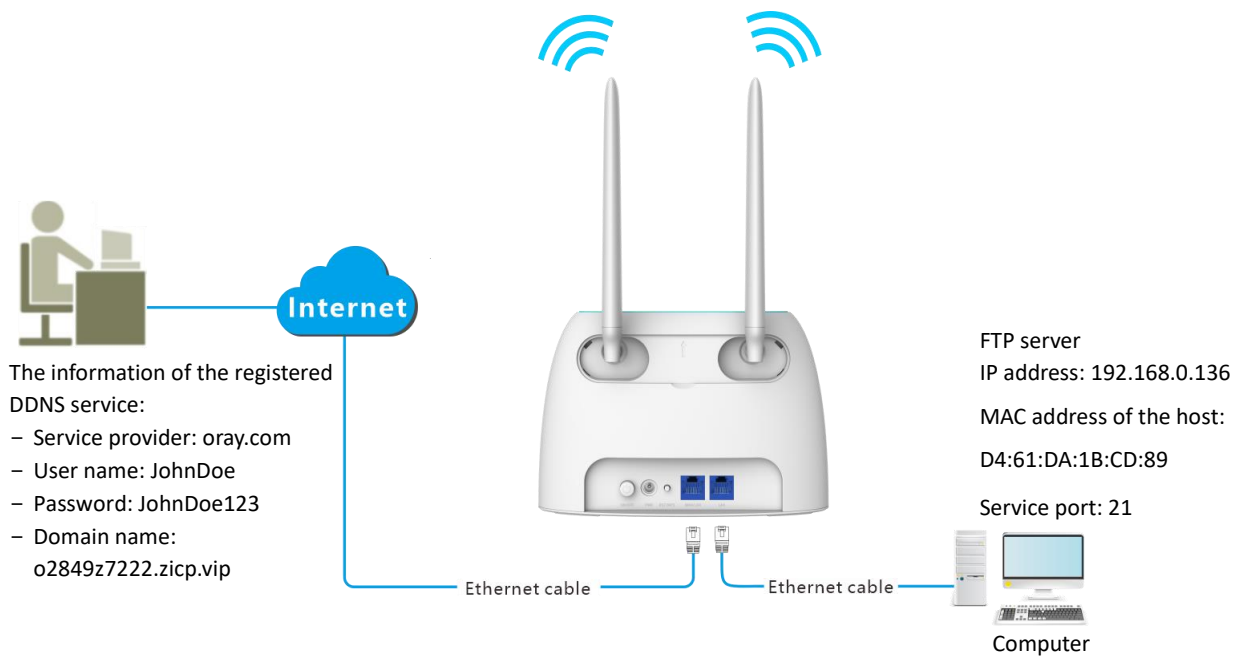 Internet
The information of the registered
DDNS service:
− Service provider: oray.com
− User name: JohnDoe
− Password: JohnDoe123
− Domain name:
o2849z7222.zicp.vip
FTP server
IP address: 192.168.0.136
MAC address of the host:
D4:61:DA:1B:CD:89
Service port: 21
Ethernet cable
Ethernet cable
Computer